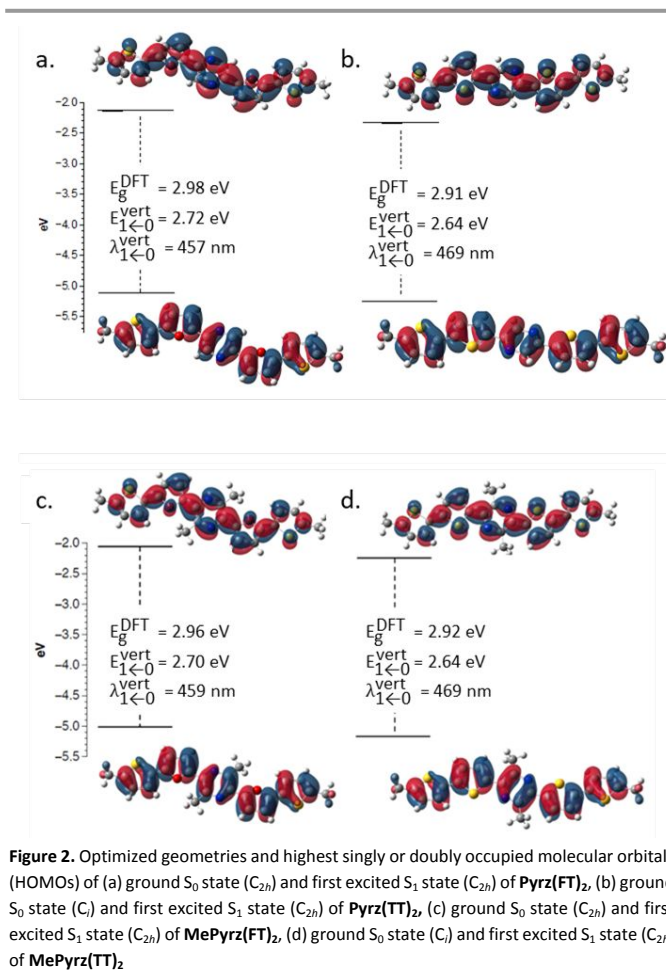 a.
b.
−2.0
−2.5
−3.0
−3.5
−4.0
−4.5
−5.0
−5.5
eV
E_g^DFT = 2.98 eV
E_1←0^vert = 2.72 eV
λ_1←0^vert = 457 nm
E_g^DFT = 2.91 eV
E_1←0^vert = 2.64 eV
λ_1←0^vert = 469 nm
c.
d.
−2.0
−2.5
−3.0
−3.5
−4.0
−4.5
−5.0
−5.5
eV
E_g^DFT = 2.96 eV
E_1←0^vert = 2.70 eV
λ_1←0^vert = 459 nm
E_g^DFT = 2.92 eV
E_1←0^vert = 2.64 eV
λ_1←0^vert = 469 nm
Figure 2. Optimized geometries and highest singly or doubly occupied molecular orbital
(HOMOs) of (a) ground S₀ state (C₂ₕ) and first excited S₁ state (C₂ₕ) of Pyrz(FT)₂, (b) ground
S₀ state (Cᵢ) and first excited S₁ state (C₂ₕ) of Pyrz(TT)₂, (c) ground S₀ state (C₂ₕ) and first
excited S₁ state (C₂ₕ) of MePyrz(FT)₂, (d) ground S₀ state (Cᵢ) and first excited S₁ state (C₂ₕ
of MePyrz(TT)₂